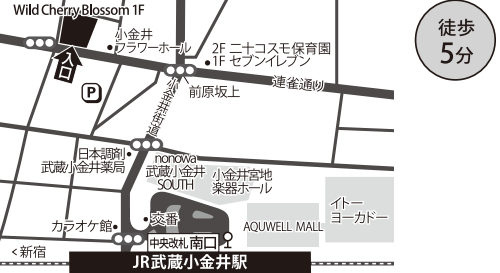 Wild Cherry Blossom 1F
徒歩
5分
小金井
フラワーホール
2F 二十コスモ保育園
1F セブンイレブン
入口
連雀通り
P
前原坂上
小金井街道
日本調剤
武蔵小金井薬局
nonowa
武蔵小金井
SOUTH
小金井宮地
楽器ホール
イトー
ヨーカドー
カラオケ館
交番
AQUWELL MALL
中央改札 南口
<新宿
JR武蔵小金井駅